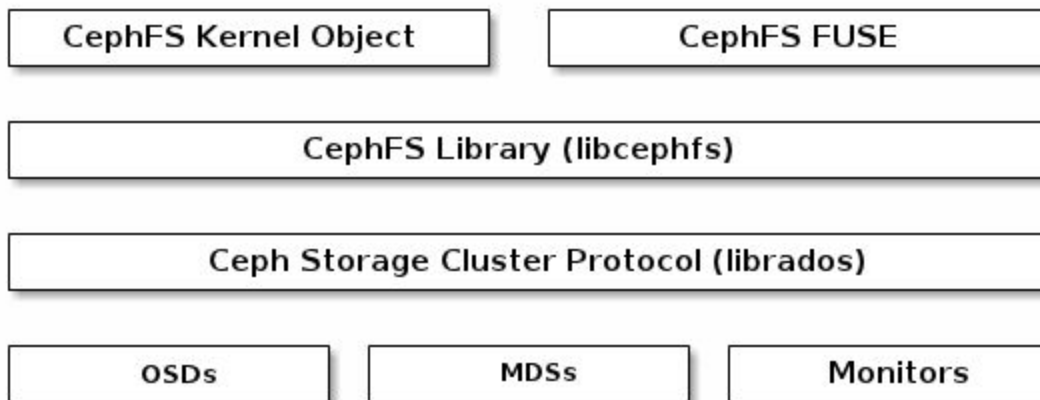 CephFS Kernel Object
CephFS FUSE
CephFS Library (libcephfs)
Ceph Storage Cluster Protocol (librados)
OSDs
MDSs
Monitors